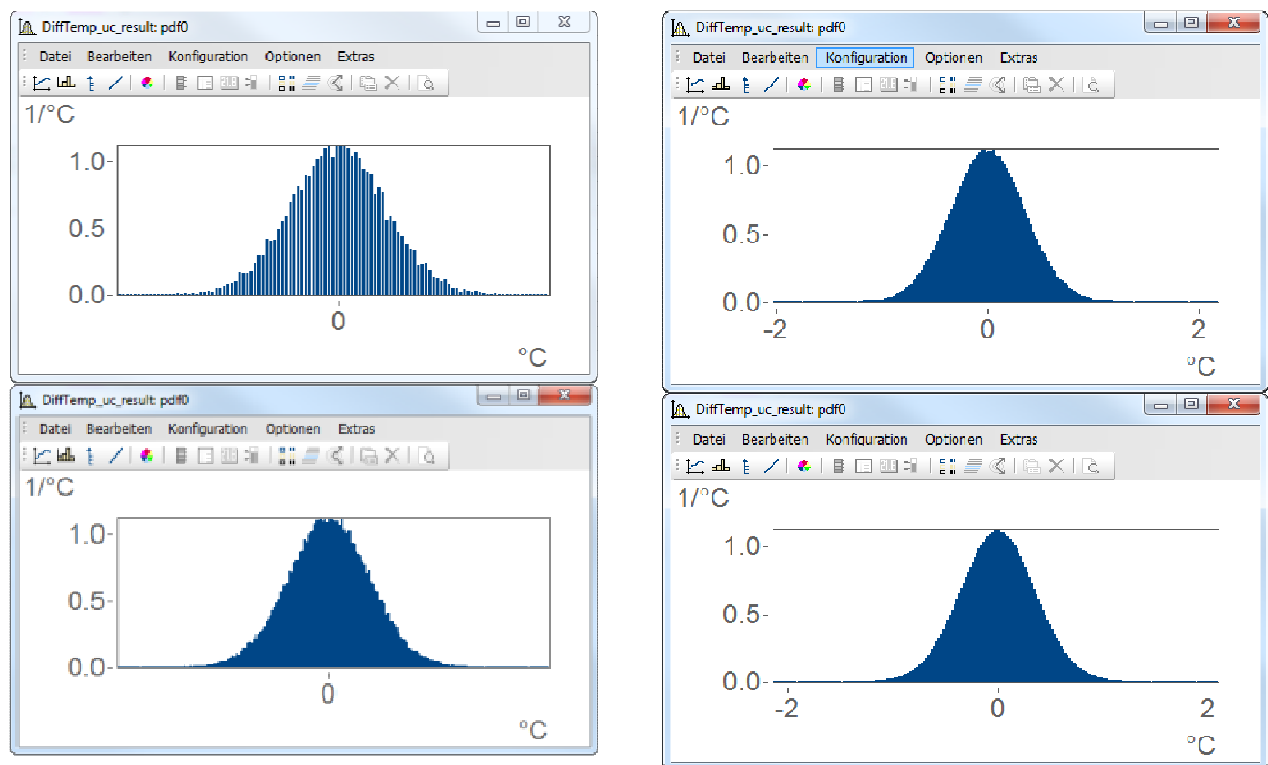 DiffTemp_uc_result: pdf0
Datei Bearbeiten Konfiguration Optionen Extras
1/°C
1.0
0.5
0.0
0
°C
DiffTemp_uc_result: pdf0
Datei Bearbeiten Konfiguration Optionen Extras
1/°C
1.0
0.5
0.0
-2 0 2
°C
DiffTemp_uc_result: pdf0
Datei Bearbeiten Konfiguration Optionen Extras
1/°C
1.0
0.5
0.0
0
°C
DiffTemp_uc_result: pdf0
Datei Bearbeiten Konfiguration Optionen Extras
1/°C
1.0
0.5
0.0
-2 0 2
°C